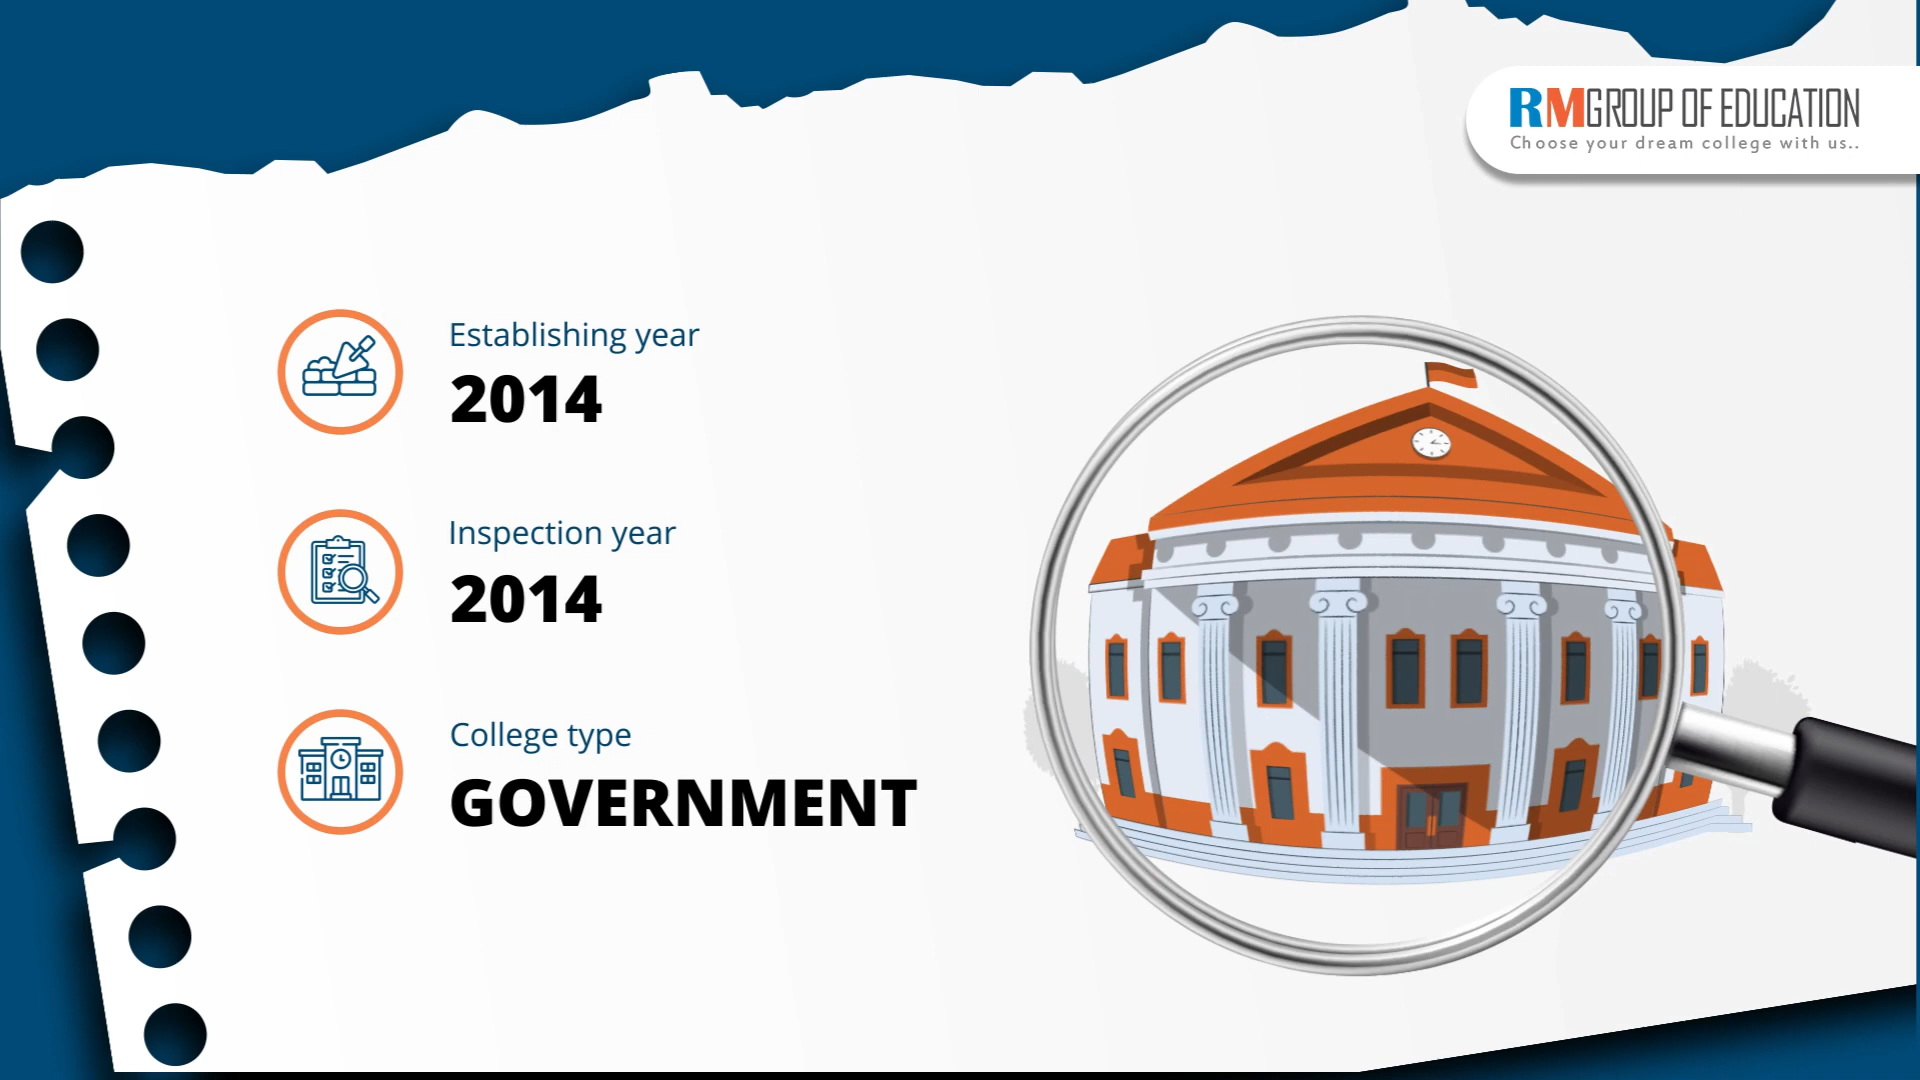 RMGROUP OF EDUCATION
Choose your dream college with us..
Establishing year
2014
Inspection year
2014
College type
GOVERNMENT